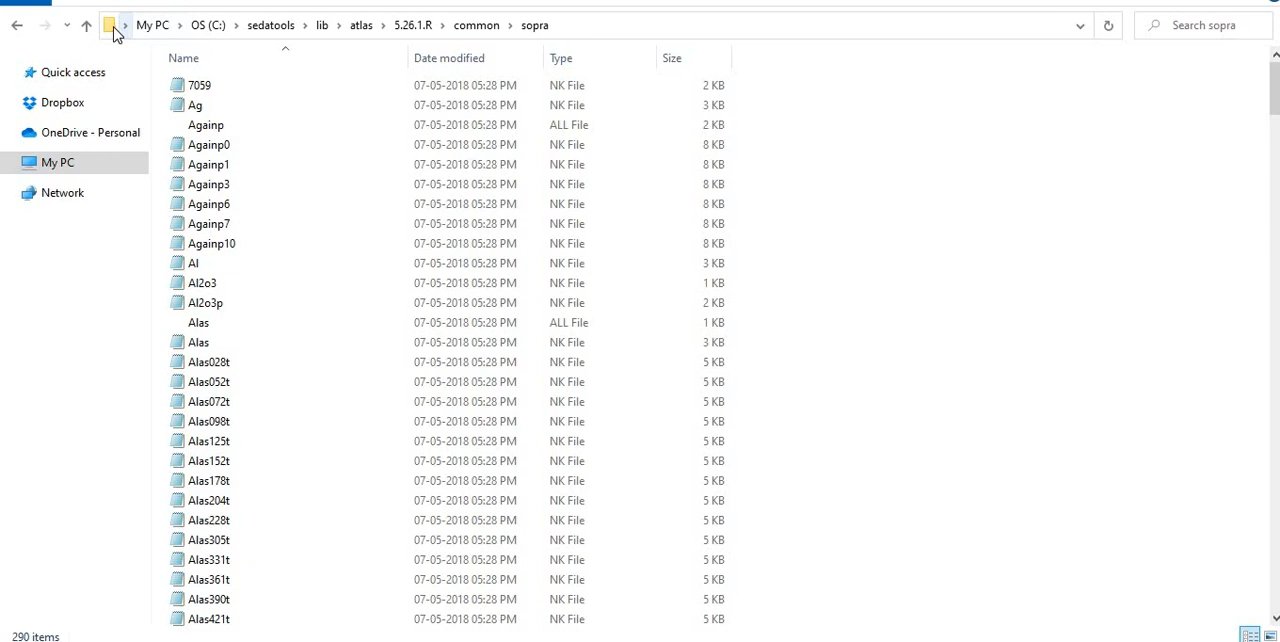 My PC > OS (C:) > sedatools > lib > atlas > 5.26.1.R > common > sopra
Search sopra
Quick access
Dropbox
OneDrive - Personal
My PC
Network
Name Date modified Type Size
7059 07-05-2018 05:28 PM NK File 2 KB
Ag 07-05-2018 05:28 PM NK File 3 KB
Againp 07-05-2018 05:28 PM ALL File 2 KB
Againp0 07-05-2018 05:28 PM NK File 8 KB
Againp1 07-05-2018 05:28 PM NK File 8 KB
Againp3 07-05-2018 05:28 PM NK File 8 KB
Againp6 07-05-2018 05:28 PM NK File 8 KB
Againp7 07-05-2018 05:28 PM NK File 8 KB
Againp10 07-05-2018 05:28 PM NK File 8 KB
Al 07-05-2018 05:28 PM NK File 3 KB
Al2o3 07-05-2018 05:28 PM NK File 1 KB
Al2o3p 07-05-2018 05:28 PM NK File 2 KB
Alas 07-05-2018 05:28 PM ALL File 1 KB
Alas 07-05-2018 05:28 PM NK File 3 KB
Alas028t 07-05-2018 05:28 PM NK File 5 KB
Alas052t 07-05-2018 05:28 PM NK File 5 KB
Alas072t 07-05-2018 05:28 PM NK File 5 KB
Alas098t 07-05-2018 05:28 PM NK File 5 KB
Alas125t 07-05-2018 05:28 PM NK File 5 KB
Alas152t 07-05-2018 05:28 PM NK File 5 KB
Alas178t 07-05-2018 05:28 PM NK File 5 KB
Alas204t 07-05-2018 05:28 PM NK File 5 KB
Alas228t 07-05-2018 05:28 PM NK File 5 KB
Alas305t 07-05-2018 05:28 PM NK File 5 KB
Alas331t 07-05-2018 05:28 PM NK File 5 KB
Alas361t 07-05-2018 05:28 PM NK File 5 KB
Alas390t 07-05-2018 05:28 PM NK File 5 KB
Alas421t 07-05-2018 05:28 PM NK File 5 KB
290 items